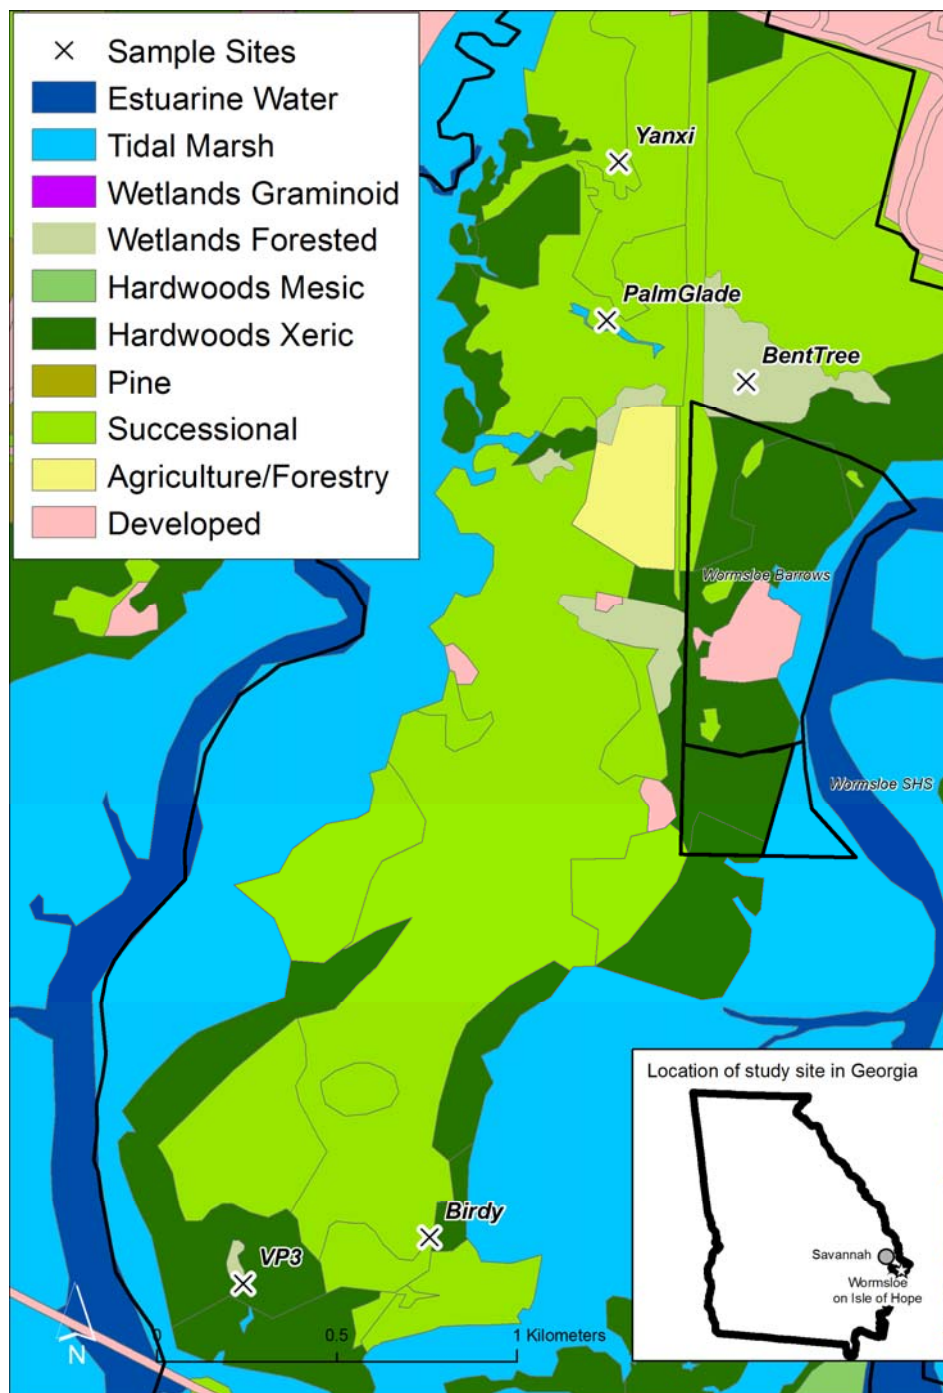 Sample Sites
Estuarine Water
Tidal Marsh
Wetlands Graminoid
Wetlands Forested
Hardwoods Mesic
Hardwoods Xeric
Pine
Successional
Agriculture/Forestry
Developed
Yanxi
PalmGlade
BentTree
Wormsloe Barrows
Wormsloe SHS
Birdy
VP3
N
0 0.5 1 Kilometers
Location of study site in Georgia
Savannah
Wormsloe
on Isle of Hope